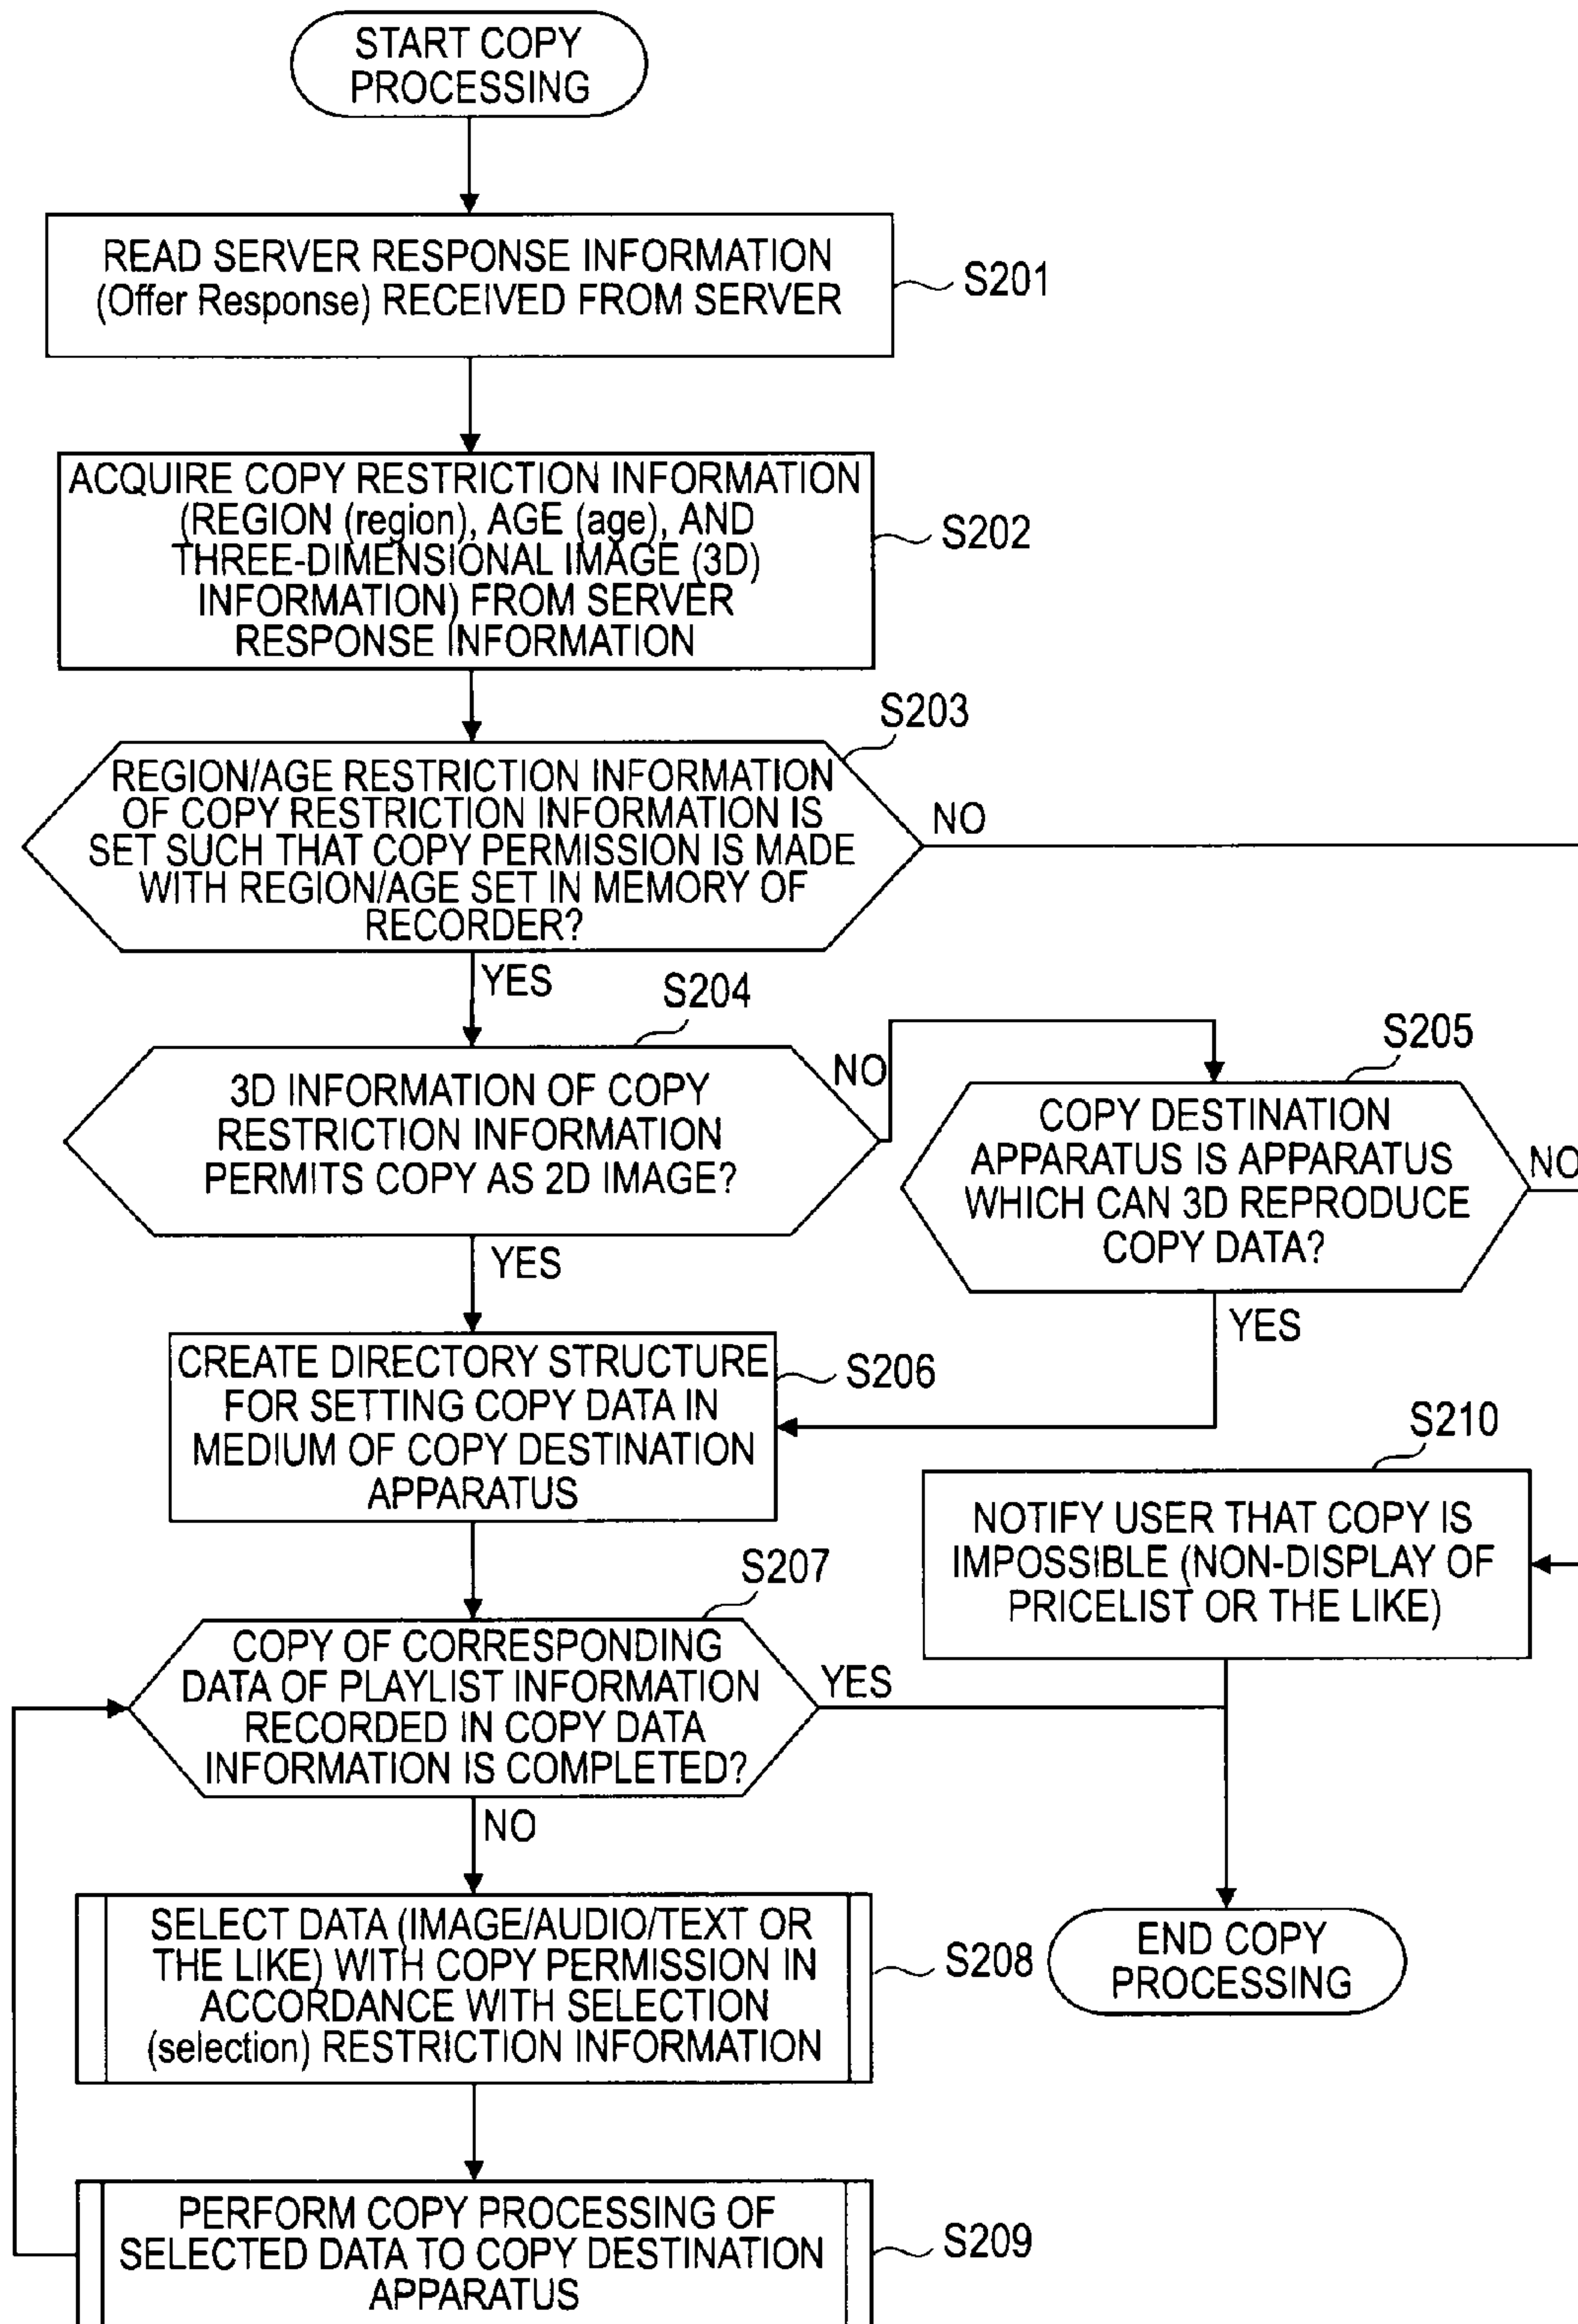 START COPY
PROCESSING
READ SERVER RESPONSE INFORMATION
(Offer Response) RECEIVED FROM SERVER
S201
ACQUIRE COPY RESTRICTION INFORMATION
(REGION (region), AGE (age), AND
THREE-DIMENSIONAL IMAGE (3D)
INFORMATION) FROM SERVER
RESPONSE INFORMATION
S202
S203
REGION/AGE RESTRICTION INFORMATION
OF COPY RESTRICTION INFORMATION IS
SET SUCH THAT COPY PERMISSION IS MADE
WITH REGION/AGE SET IN MEMORY OF
RECORDER?
NO
YES
S204
3D INFORMATION OF COPY
RESTRICTION INFORMATION
PERMITS COPY AS 2D IMAGE?
NO
YES
S205
COPY DESTINATION
APPARATUS IS APPARATUS
WHICH CAN 3D REPRODUCE
COPY DATA?
NO
YES
CREATE DIRECTORY STRUCTURE
FOR SETTING COPY DATA IN
MEDIUM OF COPY DESTINATION
APPARATUS
S206
S210
NOTIFY USER THAT COPY IS
IMPOSSIBLE (NON-DISPLAY OF
PRICELIST OR THE LIKE)
S207
COPY OF CORRESPONDING
DATA OF PLAYLIST INFORMATION
RECORDED IN COPY DATA
INFORMATION IS COMPLETED?
YES
NO
SELECT DATA (IMAGE/AUDIO/TEXT OR
THE LIKE) WITH COPY PERMISSION IN
ACCORDANCE WITH SELECTION
(selection) RESTRICTION INFORMATION
S208
END COPY
PROCESSING
PERFORM COPY PROCESSING OF
SELECTED DATA TO COPY DESTINATION
APPARATUS
S209